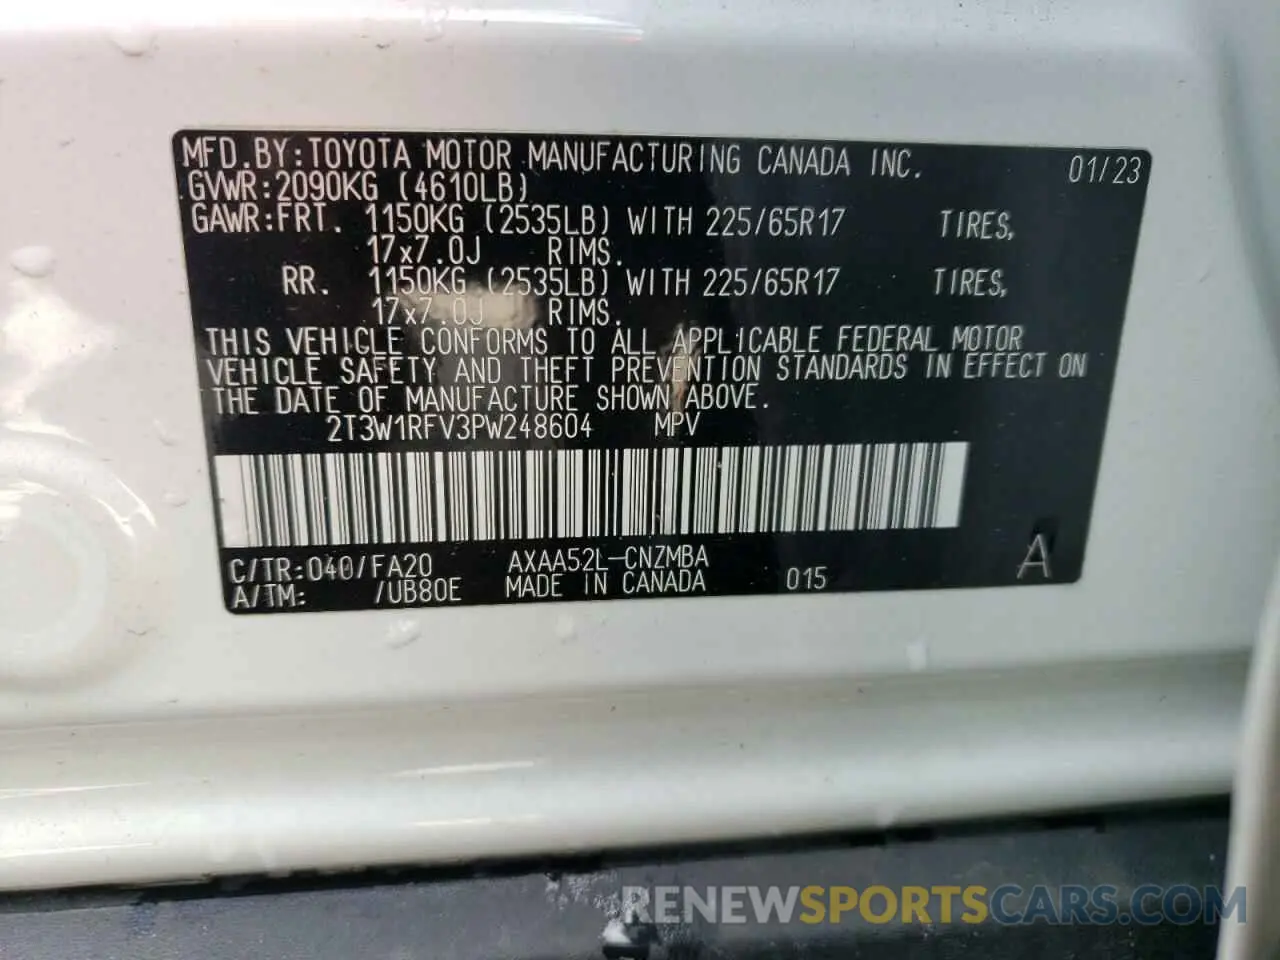 MFD.BY:TOYOTA MOTOR MANUFACTURING CANADA INC. 01/23
GVWR:2090KG (4610LB)
GAWR:FRT. 1150KG (2535LB) WITH 225/65R17 TIRES,
17x7.0J RIMS.
RR. 1150KG (2535LB) WITH 225/65R17 TIRES,
17x7.0J RIMS.
THIS VEHICLE CONFORMS TO ALL APPLICABLE FEDERAL MOTOR
VEHICLE SAFETY AND THEFT PREVENTION STANDARDS IN EFFECT ON
THE DATE OF MANUFACTURE SHOWN ABOVE.
2T3W1RFV3PW248604 MPV
C/TR:040/FA20 AXAA52L-CNZMBA
A/TM: /UB80E MADE IN CANADA 015 A
RENEWSPORTSCARS.COM